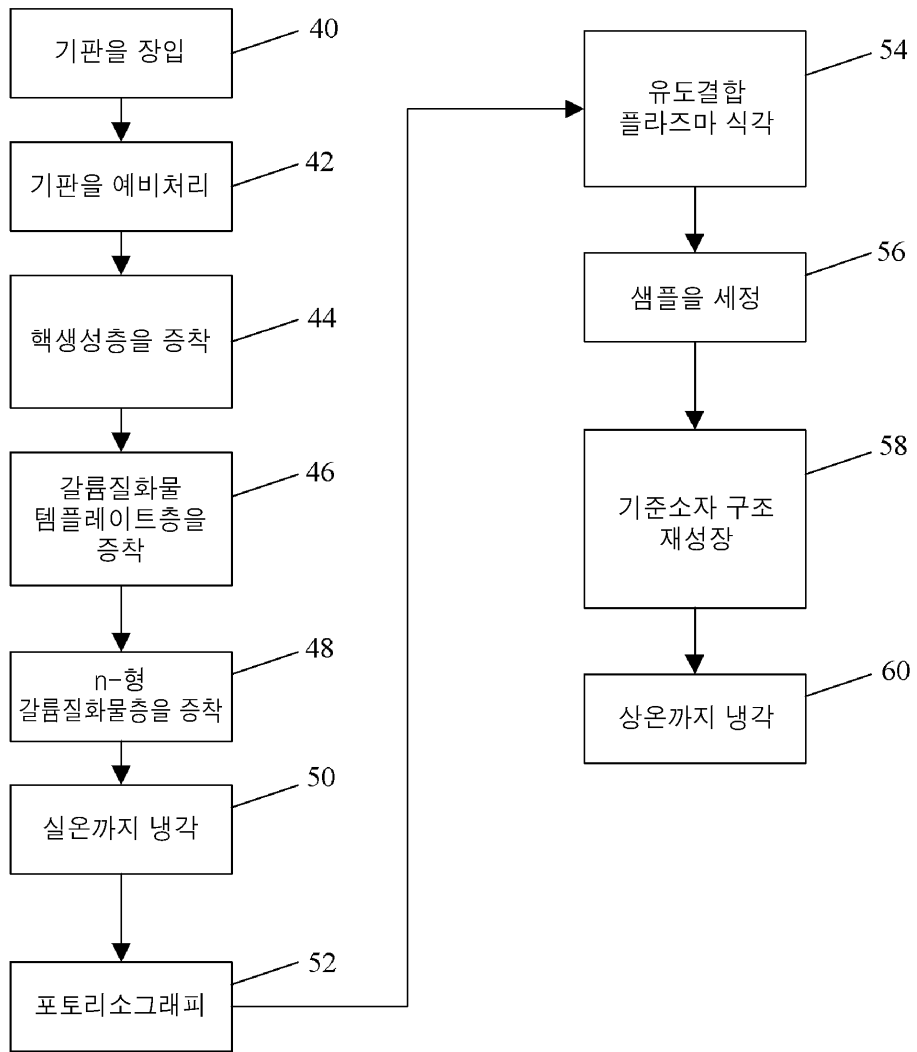 기판을 장입
40
기판을 예비처리
42
핵생성층을 증착
44
갈륨질화물
템플레이트층을
증착
46
n-형
갈륨질화물층을 증착
48
실온까지 냉각
50
포토리소그래피
52
유도결합
플라즈마 식각
54
샘플을 세정
56
기준소자 구조
재성장
58
상온까지 냉각
60